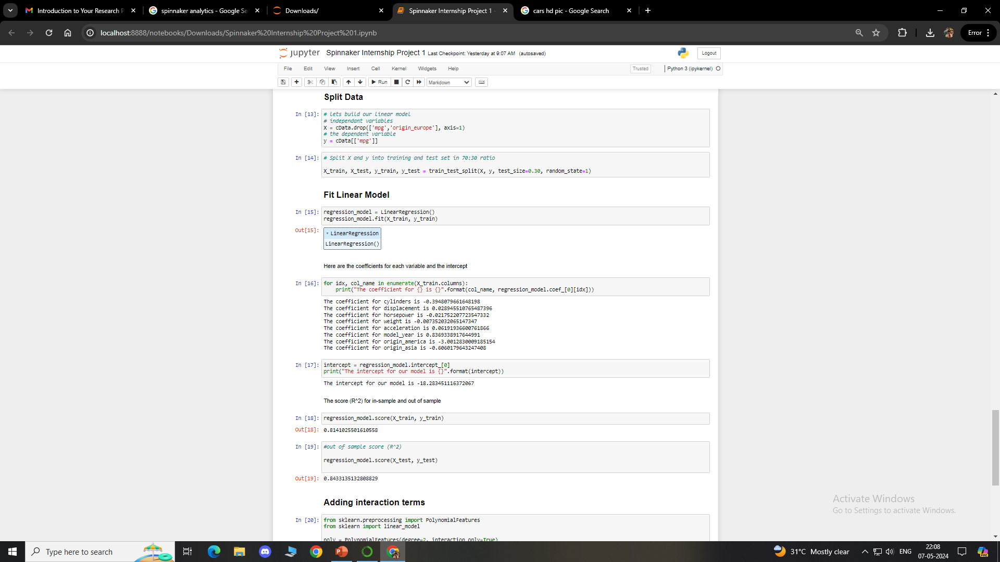 Introduction to Your Research P
spinnaker analytics - Google Se
Downloads/
Spinnaker Internship Project 1 -
cars hd pic - Google Search
localhost:8888/notebooks/Downloads/Spinnaker%20Internship%20Project%201.ipynb
Error
jupyter Spinnaker Internship Project 1 Last Checkpoint: Yesterday at 9:07 AM (autosaved)
Logout
File Edit View Insert Cell Kernel Widgets Help
Trusted
Python 3 (ipykernel)
Run
Markdown
Split Data
In [13]: # Lets build our linear model
# independant variables
X = cData.drop(['mpg','origin_europe'], axis=1)
# the dependent variable
y = cData[['mpg']]
In [14]: # Split X and y into training and test set in 70:30 ratio
X_train, X_test, y_train, y_test = train_test_split(X, y, test_size=0.30, random_state=1)
Fit Linear Model
In [15]: regression_model = LinearRegression()
regression_model.fit(X_train, y_train)
Out[15]: LinearRegression
LinearRegression()
Here are the coefficients for each variable and the intercept
In [16]: for idx, col_name in enumerate(X_train.columns):
print("The coefficient for {} is {}".format(col_name, regression_model.coef_[0][idx]))
The coefficient for cylinders is -0.3948079661648198
The coefficient for displacement is 0.028945510765487396
The coefficient for horsepower is -0.021752207723547332
The coefficient for weight is -0.007352032065147347
The coefficient for acceleration is 0.06191936600761866
The coefficient for model_year is 0.8369338917644991
The coefficient for origin_america is -3.0012830009185154
The coefficient for origin_asia is -0.6060179643247408
In [17]: intercept = regression_model.intercept_[0]
print("The intercept for our model is {}".format(intercept))
The intercept for our model is -18.283451116372067
The score (R^2) for in-sample and out of sample
In [18]: regression_model.score(X_train, y_train)
Out[18]: 0.8141025501610558
In [19]: #out of sample score (R^2)
regression_model.score(X_test, y_test)
Out[19]: 0.8433135132808829
Adding interaction terms
In [20]: from sklearn.preprocessing import PolynomialFeatures
from sklearn import linear_model
poly = PolynomialFeatures(degree=2, interaction_only=True)
Activate Windows
Go to Settings to activate Windows.
Type here to search
31°C Mostly clear
ENG
22:08
07-05-2024
PRE